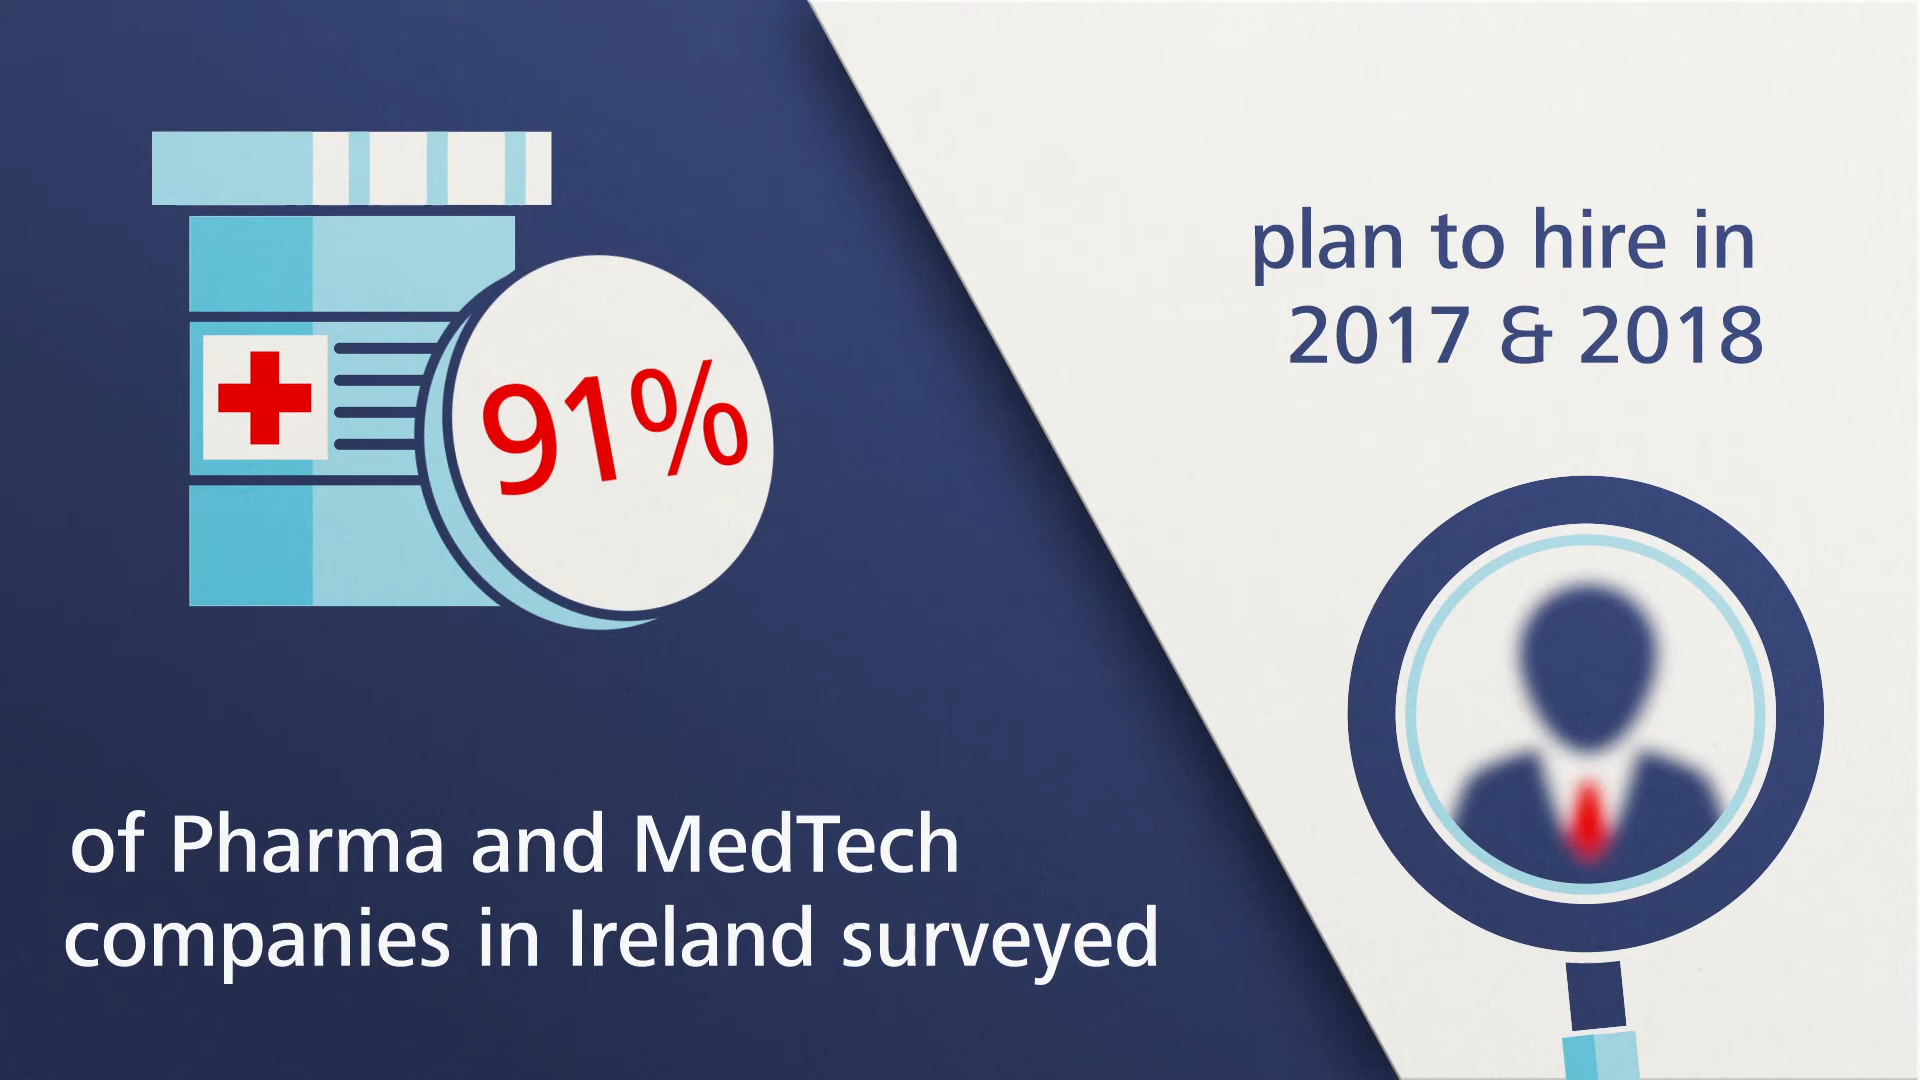 91%
of Pharma and MedTech
companies in Ireland surveyed
plan to hire in
2017 & 2018